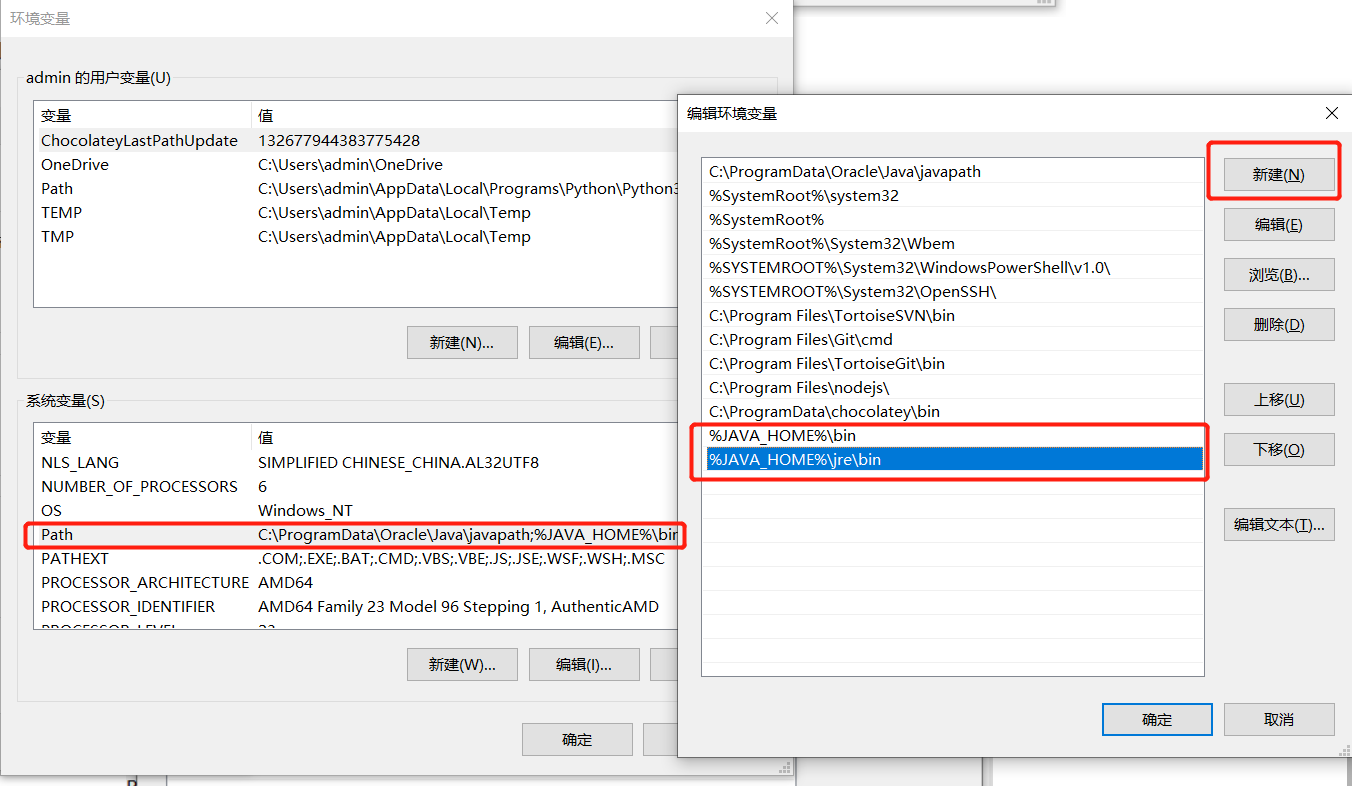 环境变量
admin 的用户变量(U)
变量 值
ChocolateyLastPathUpdate 132677944383775428
OneDrive C:\Users\admin\OneDrive
Path C:\Users\admin\AppData\Local\Programs\Python\Python3
TEMP C:\Users\admin\AppData\Local\Temp
TMP C:\Users\admin\AppData\Local\Temp
新建(N)... 编辑(E)...
系统变量(S)
变量 值
NLS_LANG SIMPLIFIED CHINESE_CHINA.AL32UTF8
NUMBER_OF_PROCESSORS 6
OS Windows_NT
Path C:\ProgramData\Oracle\Java\javapath;%JAVA_HOME%\bin
PATHEXT .COM;.EXE;.BAT;.CMD;.VBS;.VBE;.JS;.JSE;.WSF;.WSH;.MSC
PROCESSOR_ARCHITECTURE AMD64
PROCESSOR_IDENTIFIER AMD64 Family 23 Model 96 Stepping 1, AuthenticAMD
新建(W)... 编辑(I)...
确定
编辑环境变量
C:\ProgramData\Oracle\Java\javapath
%SystemRoot%\system32
%SystemRoot%
%SystemRoot%\System32\Wbem
%SYSTEMROOT%\System32\WindowsPowerShell\v1.0\
%SYSTEMROOT%\System32\OpenSSH\
C:\Program Files\TortoiseSVN\bin
C:\Program Files\Git\cmd
C:\Program Files\TortoiseGit\bin
C:\Program Files\nodejs\
C:\ProgramData\chocolatey\bin
%JAVA_HOME%\bin
%JAVA_HOME%\jre\bin
新建(N)
编辑(E)
浏览(B)...
删除(D)
上移(U)
下移(O)
编辑文本(T)...
确定 取消